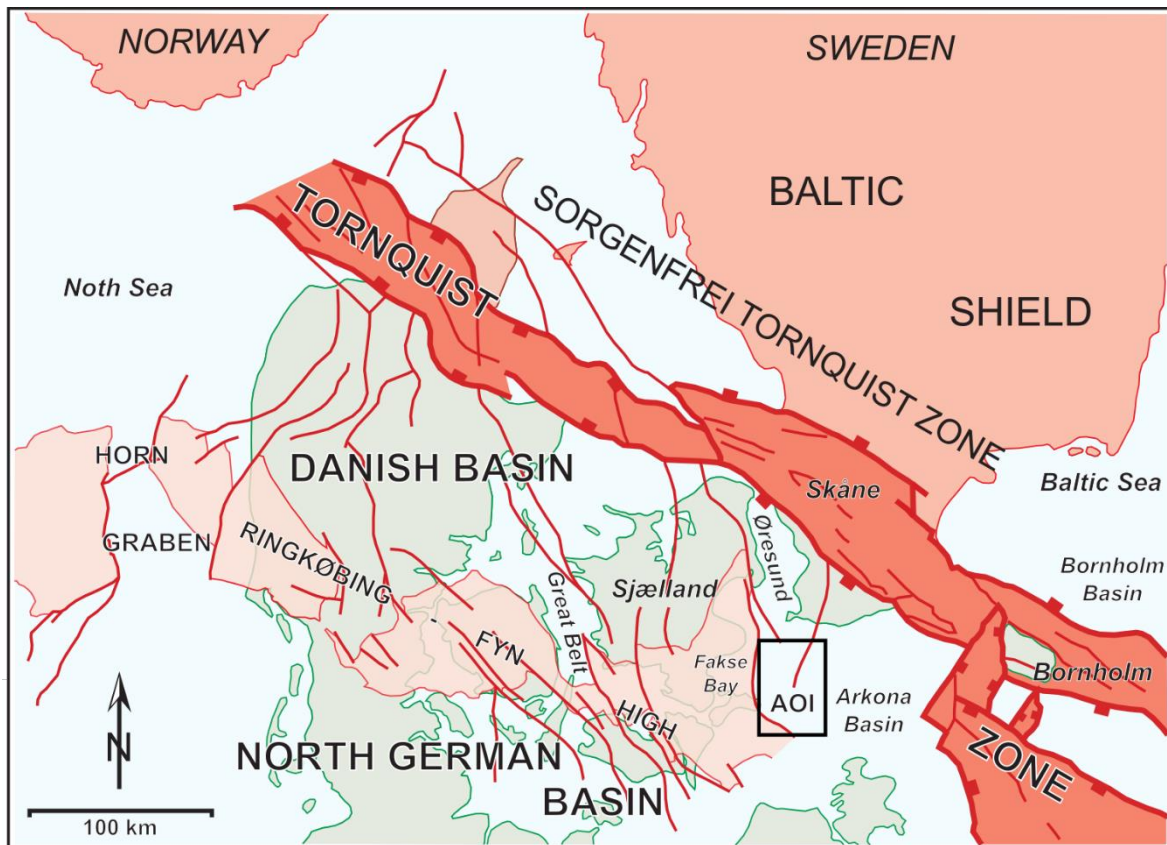 NORWAY
SWEDEN
BALTIC
SHIELD
TORNQUIST
SORGENFREI TORNQUIST ZONE
Noth Sea
HORN
GRABEN
DANISH BASIN
Skåne
Baltic Sea
Bornholm
Basin
RINGKØBING
Øresund
Sjælland
Great Belt
FYN
Fakse
Bay
HIGH
AOI
Arkona
Basin
Bornholm
ZONE
NORTH GERMAN
BASIN
N
100 km